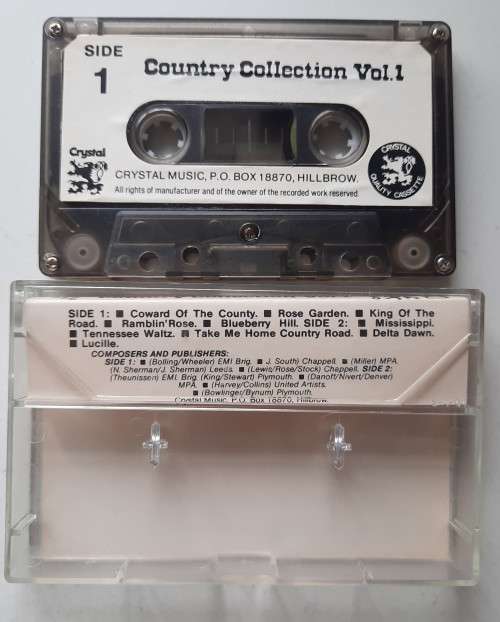 SIDE
1
Country Collection Vol.1
Crystal
CRYSTAL MUSIC, P.O. BOX 18870, HILLBROW.
All rights of manufacturer and of the owner of the recorded work reserved.
CRYSTAL
QUALITY CASSETTE
SIDE 1: ■ Coward Of The County. ■ Rose Garden. ■ King Of The
Road. ■ Ramblin'Rose. ■ Blueberry Hill. SIDE 2: ■ Mississippi.
■ Tennessee Waltz. ■ Take Me Home Country Road. ■ Delta Dawn.
■ Lucille.
COMPOSERS AND PUBLISHERS:
SIDE 1: ■ (Bolling/Wheeler) EMI Brig. ■ J. South) Chappell. ■ (Miller) MPA.
(N. Sherman/J. Sherman) Leeds. ■ (Lewis/Rose/Stock) Chappell. SIDE 2:
(Theunissen) EMI. Brig. (King/Stewart) Plymouth. ■ (Danoff/Nivert/Denver)
MPA. ■ (Harvey/Collins) United Artists.
■ (Bowlinger/Bynum) Plymouth.
Crystal Music, P.O. Box 18870, Hillbrow.